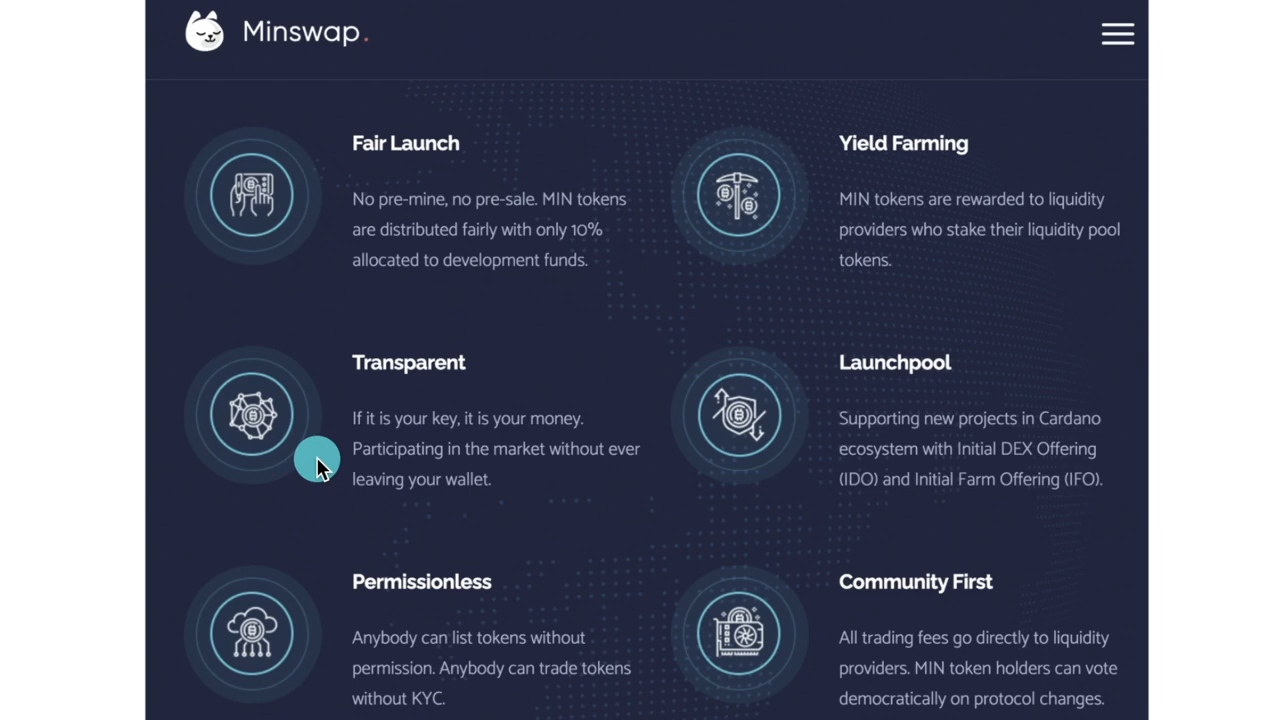 Minswap.
Fair Launch
No pre-mine, no pre-sale. MIN tokens
are distributed fairly with only 10%
allocated to development funds.
Yield Farming
MIN tokens are rewarded to liquidity
providers who stake their liquidity pool
tokens.
Transparent
If it is your key, it is your money.
Participating in the market without ever
leaving your wallet.
Launchpool
Supporting new projects in Cardano
ecosystem with Initial DEX Offering
(IDO) and Initial Farm Offering (IFO).
Permissionless
Anybody can list tokens without
permission. Anybody can trade tokens
without KYC.
Community First
All trading fees go directly to liquidity
providers. MIN token holders can vote
democratically on protocol changes.